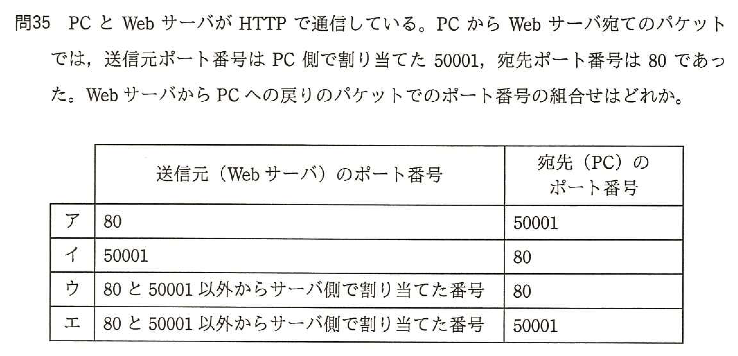 問35 PC と Web サーバが HTTP で通信している。PC から Web サーバ宛てのパケット
では，送信元ポート番号は PC 側で割り当てた 50001，宛先ポート番号は 80 であっ
た。Web サーバから PC への戻りのパケットでのポート番号の組合せはどれか。
送信元（Web サーバ）のポート番号 宛先（PC）の
ポート番号
ア 80 50001
イ 50001 80
ウ 80 と 50001 以外からサーバ側で割り当てた番号 80
エ 80 と 50001 以外からサーバ側で割り当てた番号 50001